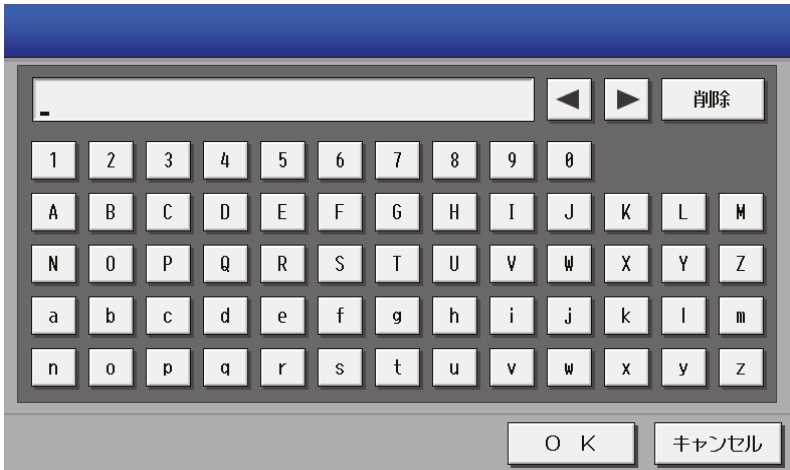 _ ◀ ▶ 削除
1 2 3 4 5 6 7 8 9 0
A B C D E F G H I J K L M
N O P Q R S T U V W X Y Z
a b c d e f g h i j k l m
n o p q r s t u v w x y z
O K キャンセル